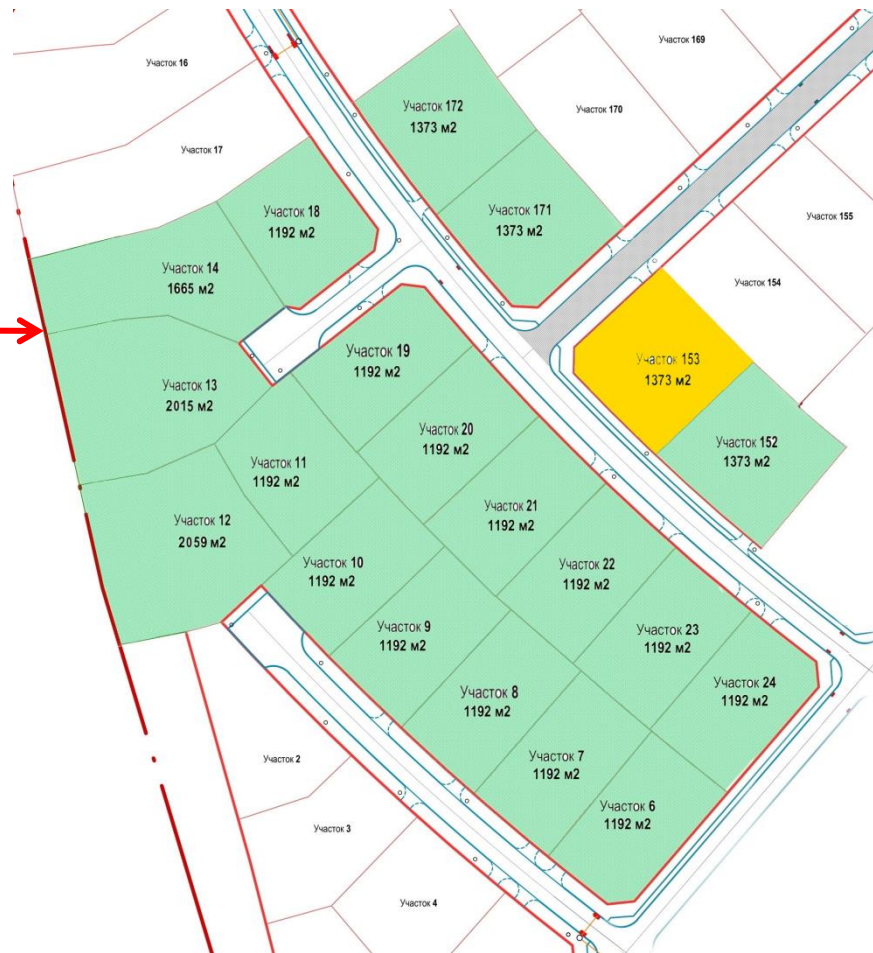 Участок 169
Участок 16
Участок 172
1373 м2
Участок 170
Участок 17
Участок 18
1192 м2
Участок 171
1373 м2
Участок 155
Участок 14
1665 м2
Участок 154
Участок 19
1192 м2
Участок 153
1373 м2
Участок 13
2015 м2
Участок 20
1192 м2
Участок 152
1373 м2
Участок 11
1192 м2
Участок 21
1192 м2
Участок 12
2059 м2
Участок 10
1192 м2
Участок 22
1192 м2
Участок 9
1192 м2
Участок 23
1192 м2
Участок 24
1192 м2
Участок 8
1192 м2
Участок 7
1192 м2
Участок 2
Участок 6
1192 м2
Участок 3
Участок 4